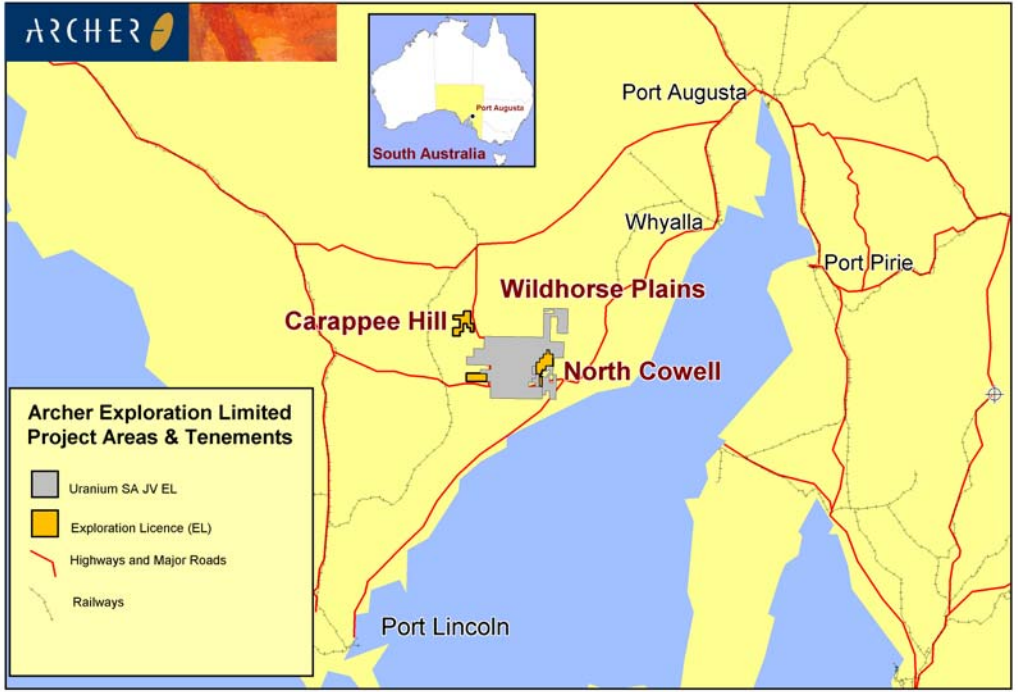 ARCHER
Port Augusta
South Australia
Port Augusta
Whyalla
Port Pirie
Wildhorse Plains
Carappee Hill
North Cowell
Archer Exploration Limited
Project Areas & Tenements
Uranium SA JV EL
Exploration Licence (EL)
Highways and Major Roads
Railways
Port Lincoln